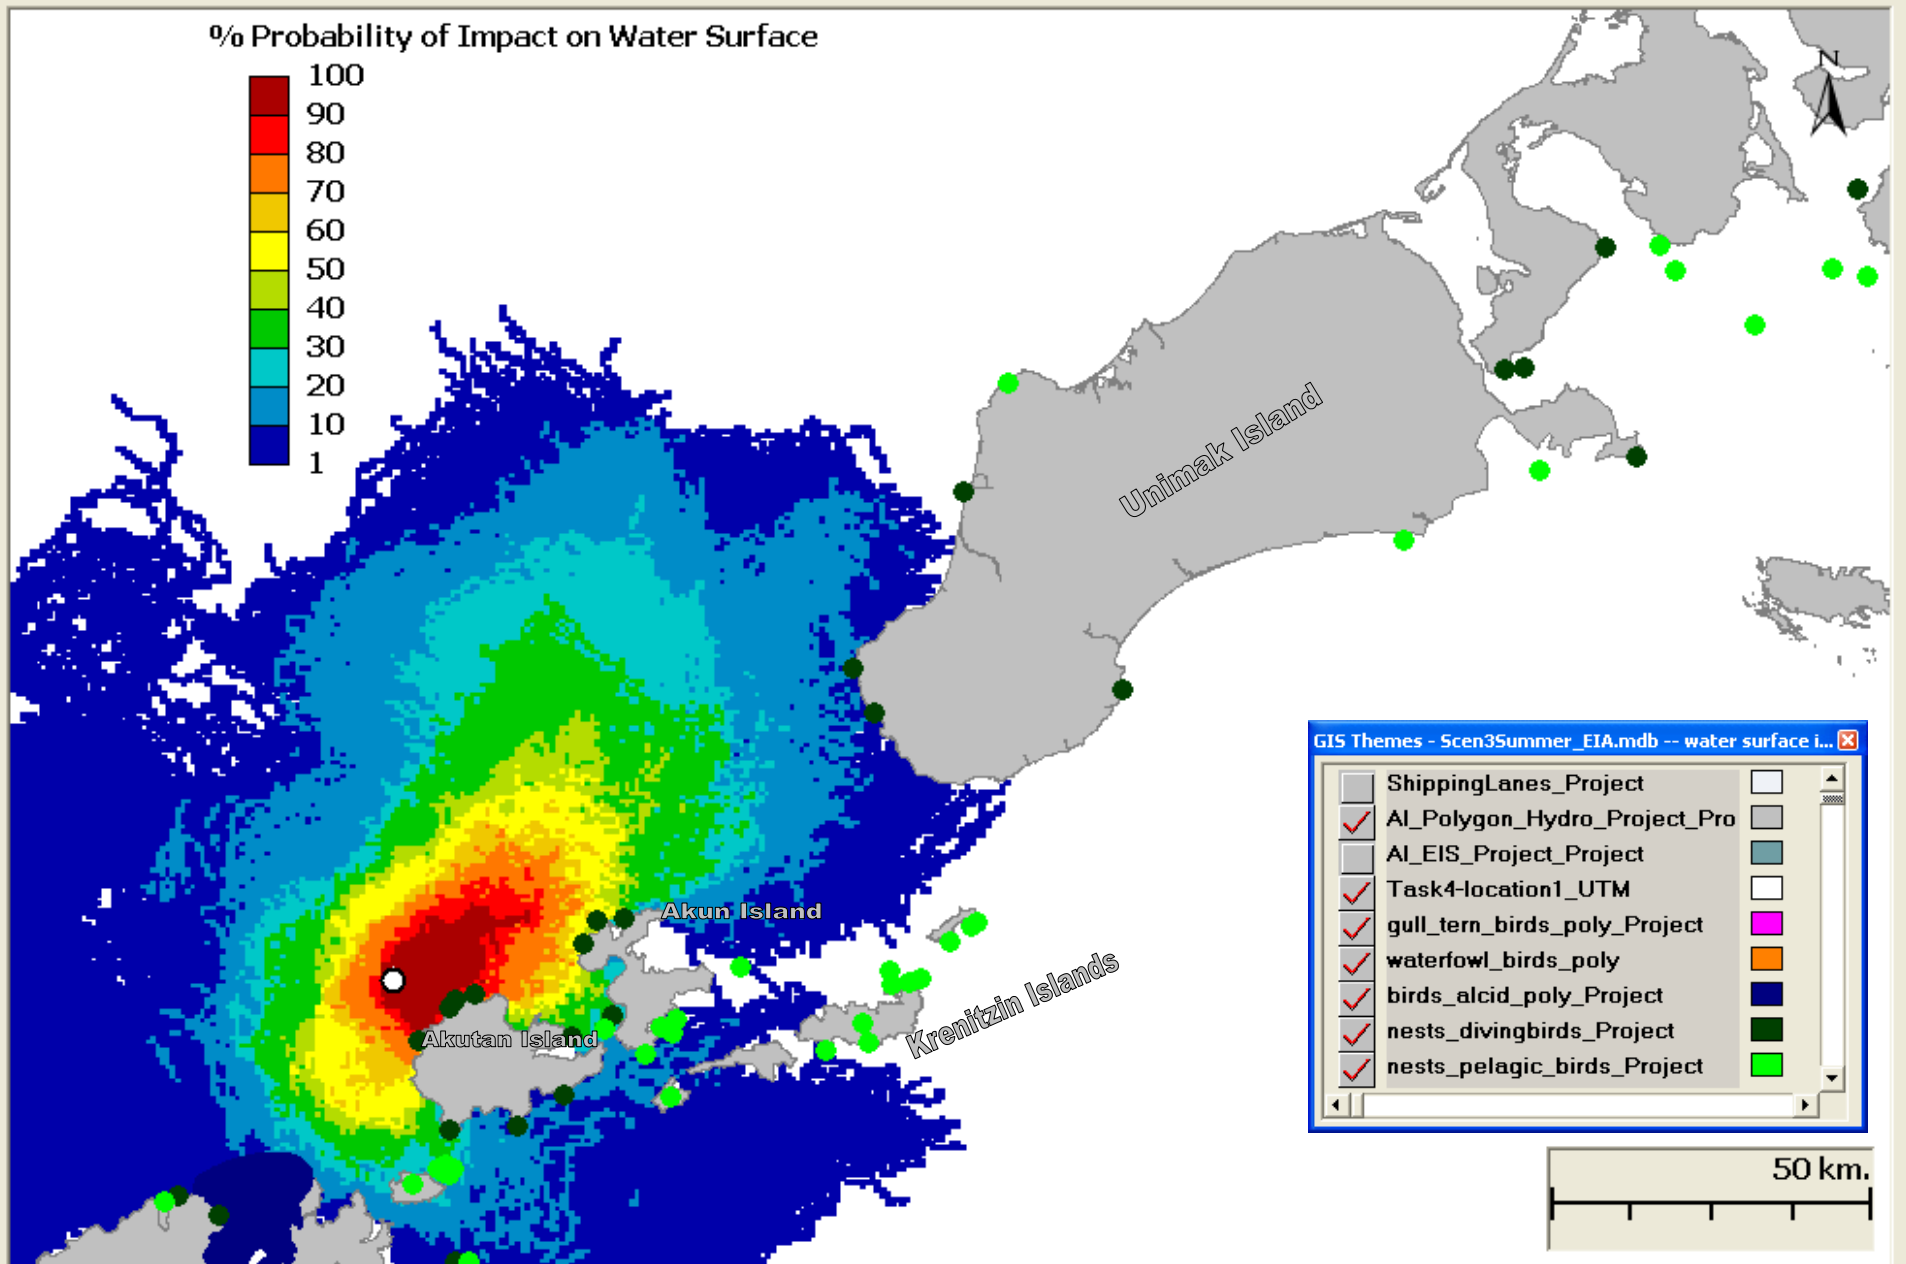 % Probability of Impact on Water Surface
100
90
80
70
60
50
40
30
20
10
1
N
Unimak Island
Akun Island
Akutan Island
Krenitzin Islands
GIS Themes - Scen3Summer_EIA.mdb -- water surface i...
ShippingLanes_Project
AI_Polygon_Hydro_Project_Pro
AI_EIS_Project_Project
Task4-location1_UTM
gull_tern_birds_poly_Project
waterfowl_birds_poly
birds_alcid_poly_Project
nests_divingbirds_Project
nests_pelagic_birds_Project
50 km.